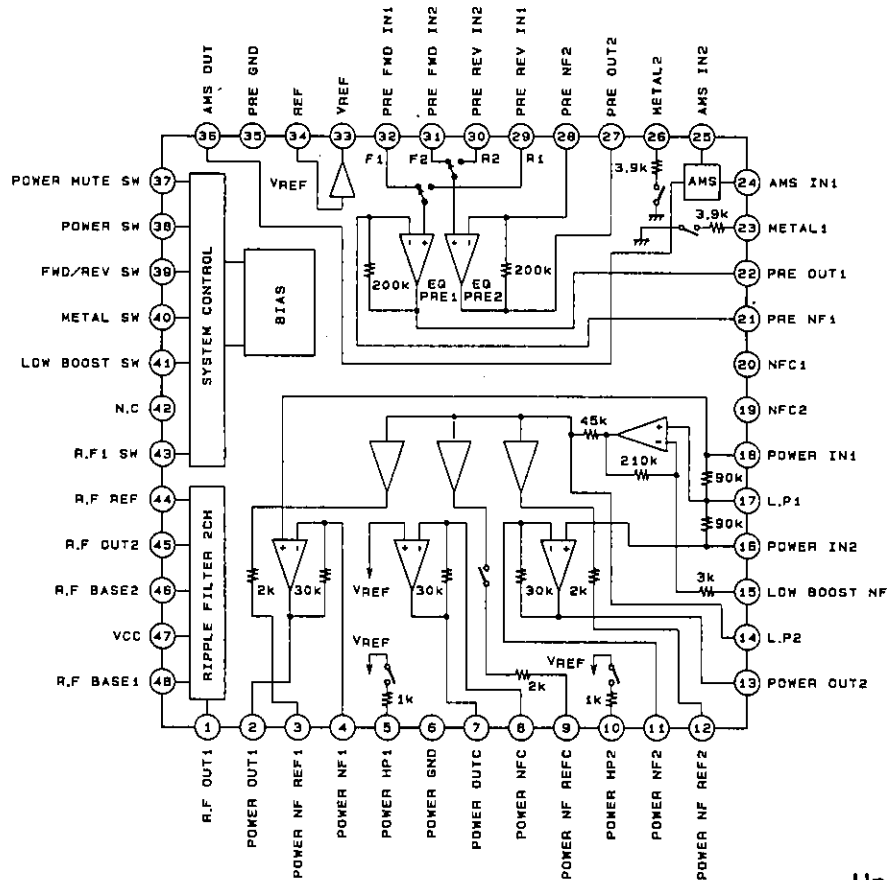 AMS OUT
PRE GND
REF
VREF
PRE FWD IN1
PRE FWD IN2
PRE REV IN2
PRE REV IN1
PRE NF2
PRE OUT2
METAL2
AMS IN2
36
35
34
33
32
31
30
29
28
27
26
25
F1
F2
R2
R1
3.9k
VREF
AMS
POWER MUTE SW 37
24 AMS IN1
POWER SW 38
3.9k
23 METAL1
FWD/REV SW 39
22 PRE OUT1
METAL SW 40
21 PRE NF1
LOW BOOST SW 41
20 NFC1
N.C 42
19 NFC2
R.F1 SW 43
18 POWER IN1
R.F REF 44
17 L.P1
R.F OUT2 45
16 POWER IN2
R.F BASE2 46
15 LOW BOOST NF
VCC 47
14 L.P2
R.F BASE1 48
13 POWER OUT2
SYSTEM CONTROL
BIAS
RIPPLE FILTER 2CH
- +
+ -
200k
EQ
PRE1
EQ
PRE2
200k
45k
+
-
210k
90k
90k
3k
+ -
+ -
- +
2k
30k
VREF
30k
30k
2k
VREF
1k
2k
VREF
1k
1
2
3
4
5
6
7
8
9
10
11
12
R.F OUT1
POWER OUT1
POWER NF REF1
POWER NF1
POWER HP1
POWER GND
POWER OUTC
POWER NFC
POWER NF REFC
POWER HP2
POWER NF2
POWER NF REF2